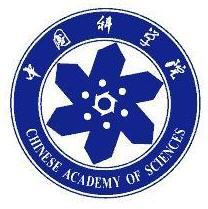 中国科学院
CHINESE ACADEMY OF SCIENCES